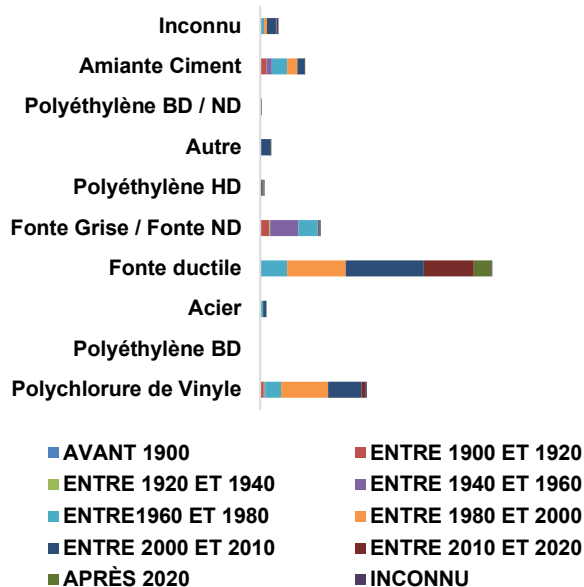 Inconnu
Amiante Ciment
Polyéthylène BD / ND
Autre
Polyéthylène HD
Fonte Grise / Fonte ND
Fonte ductile
Acier
Polyéthylène BD
Polychlorure de Vinyle
AVANT 1900
ENTRE 1900 ET 1920
ENTRE 1920 ET 1940
ENTRE 1940 ET 1960
ENTRE1960 ET 1980
ENTRE 1980 ET 2000
ENTRE 2000 ET 2010
ENTRE 2010 ET 2020
APRÈS 2020
INCONNU